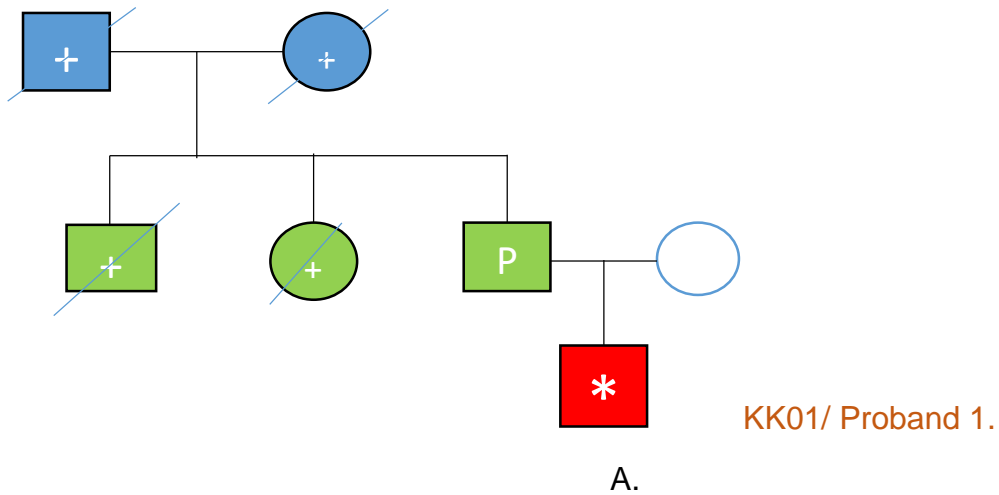 + +
+ + P
*
KK01/ Proband 1.
A.